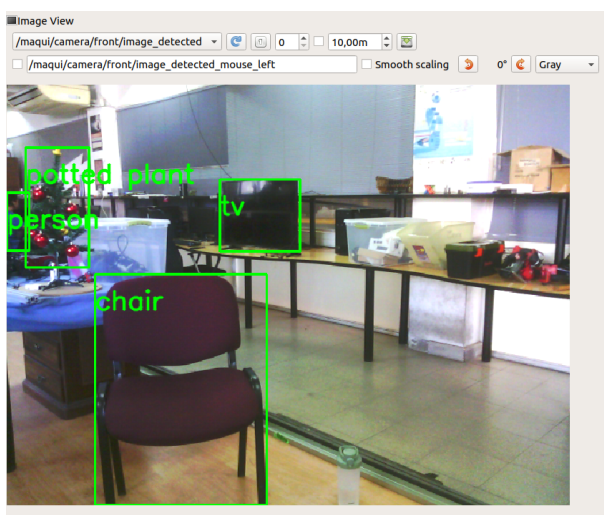 Image View
/maqui/camera/front/image_detected 0 10,00m
/maqui/camera/front/image_detected_mouse_left Smooth scaling 0° Gray
potted plant
person
tv
chair